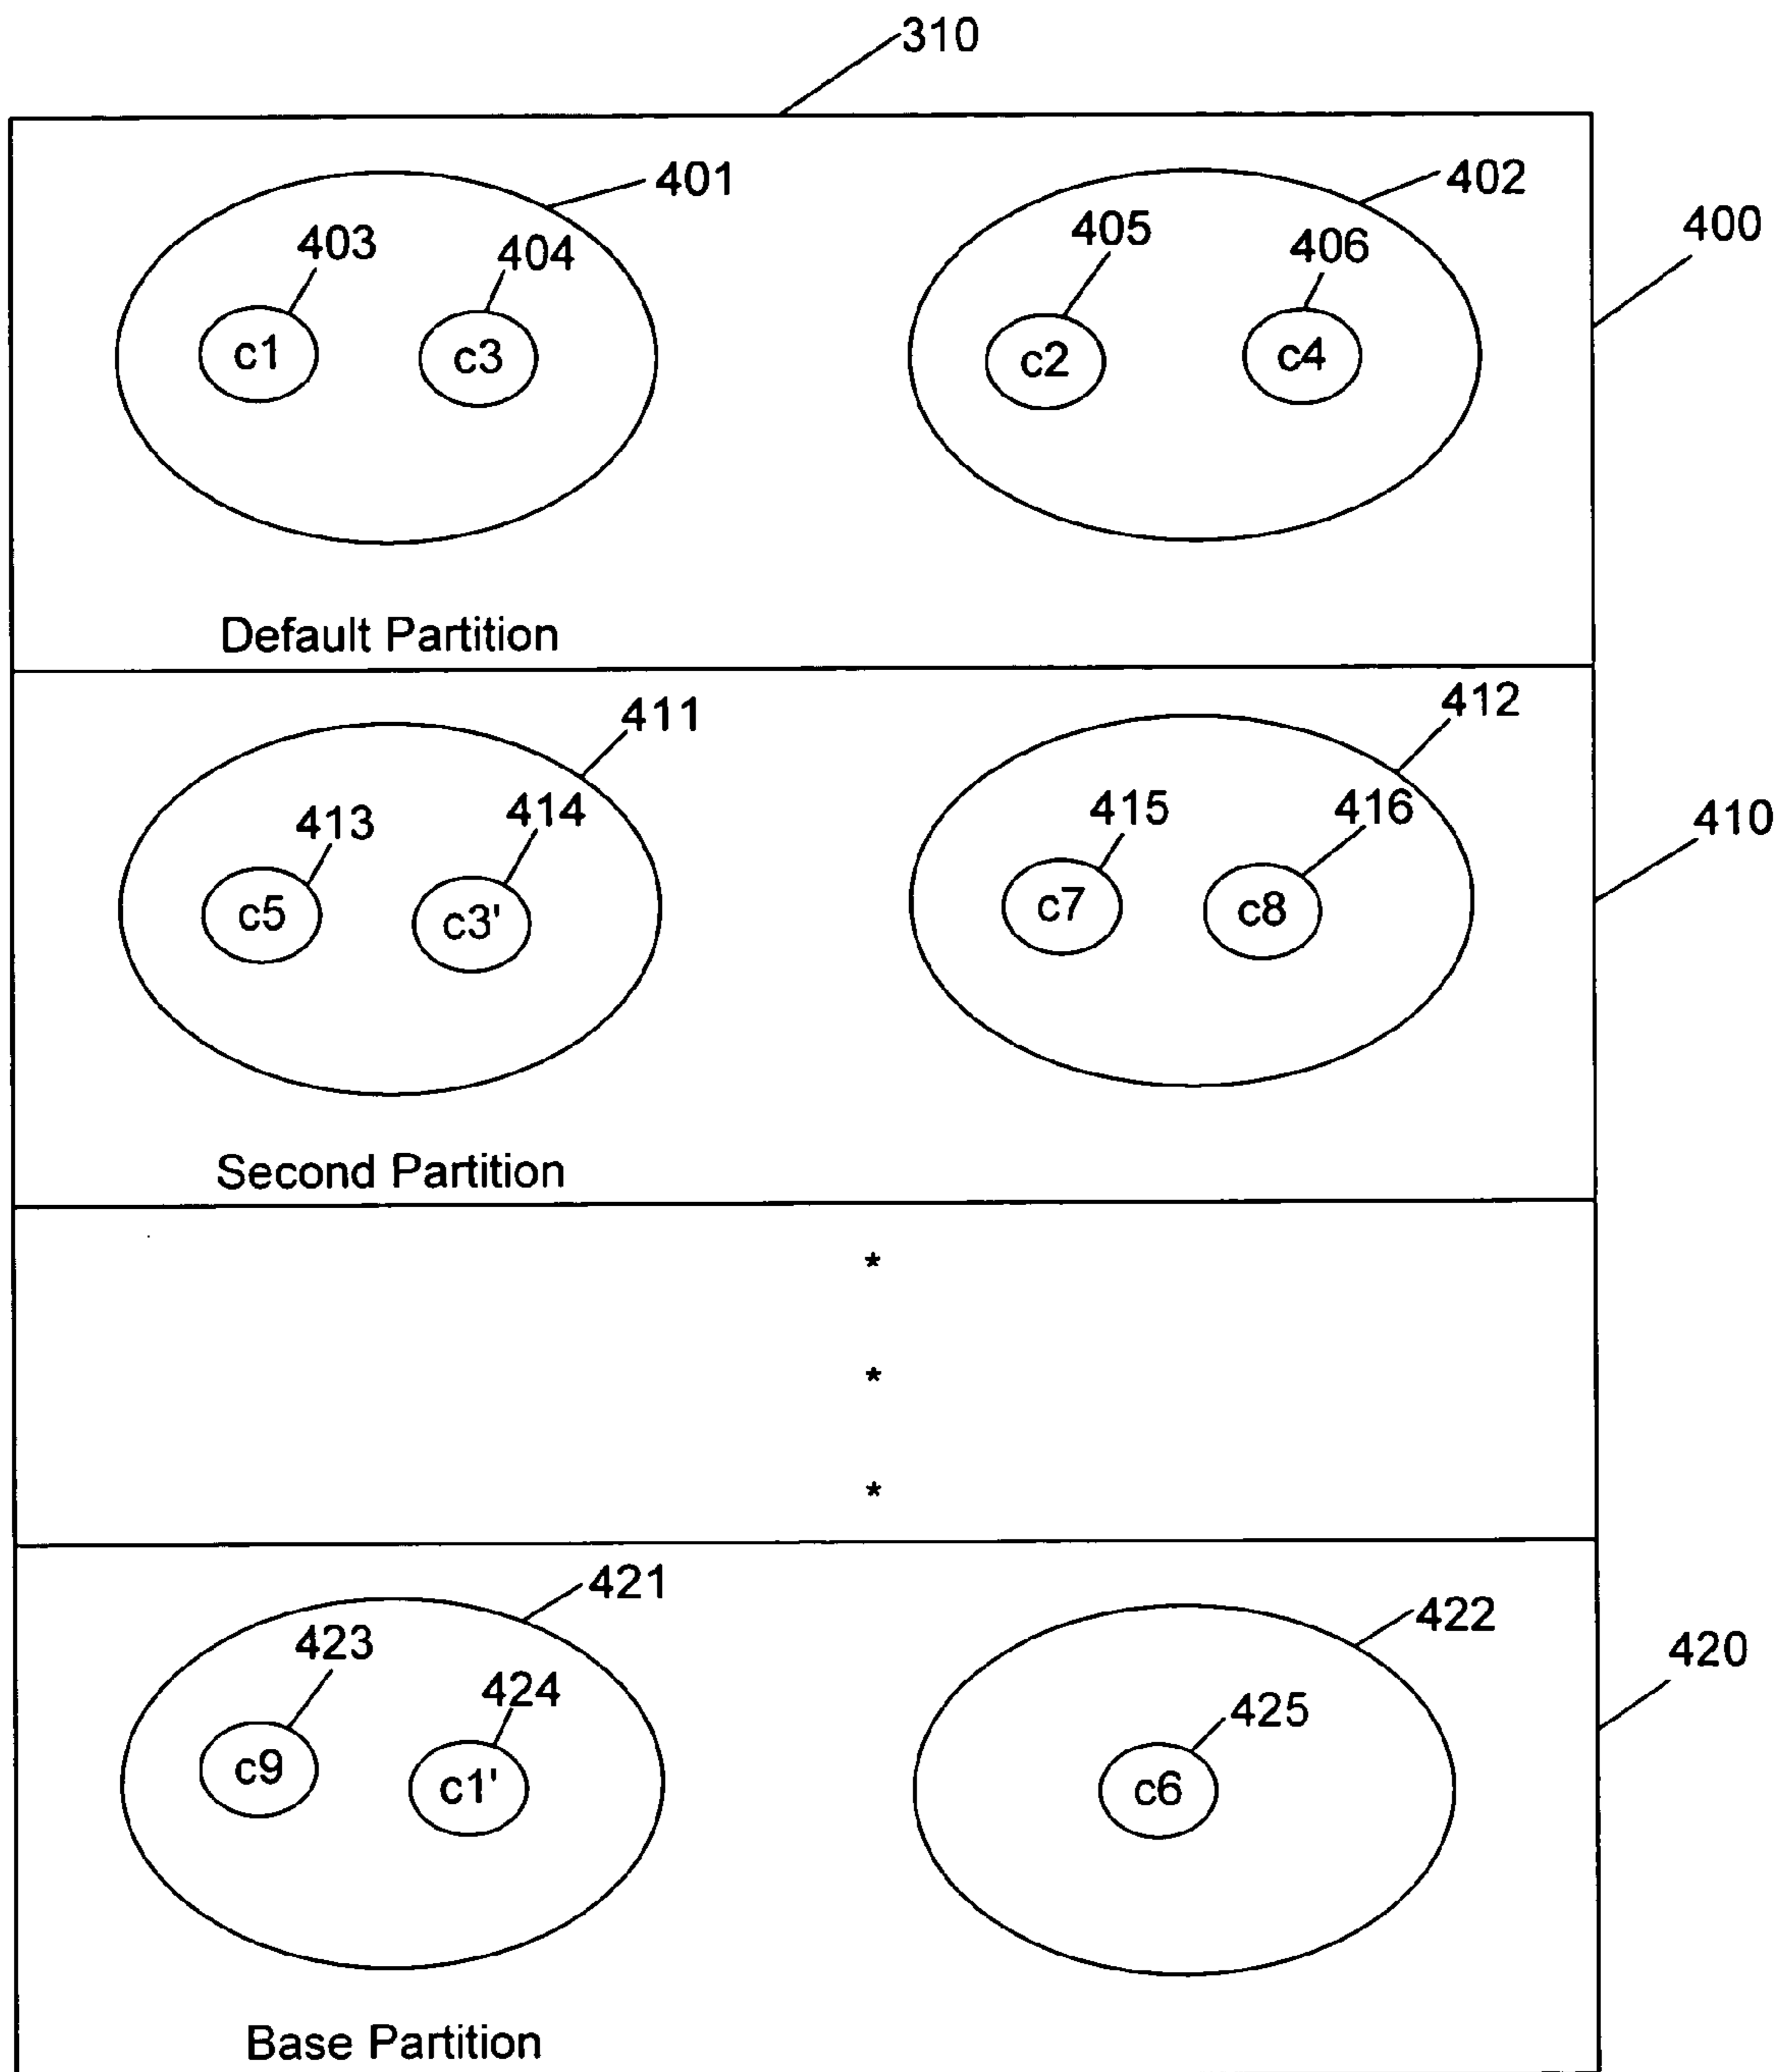 310
401
402
400
403
404
405
406
c1
c3
c2
c4
Default Partition
411
412
410
413
414
415
416
c5
c3'
c7
c8
Second Partition
*
*
*
421
422
420
423
424
425
c9
c1'
c6
Base Partition